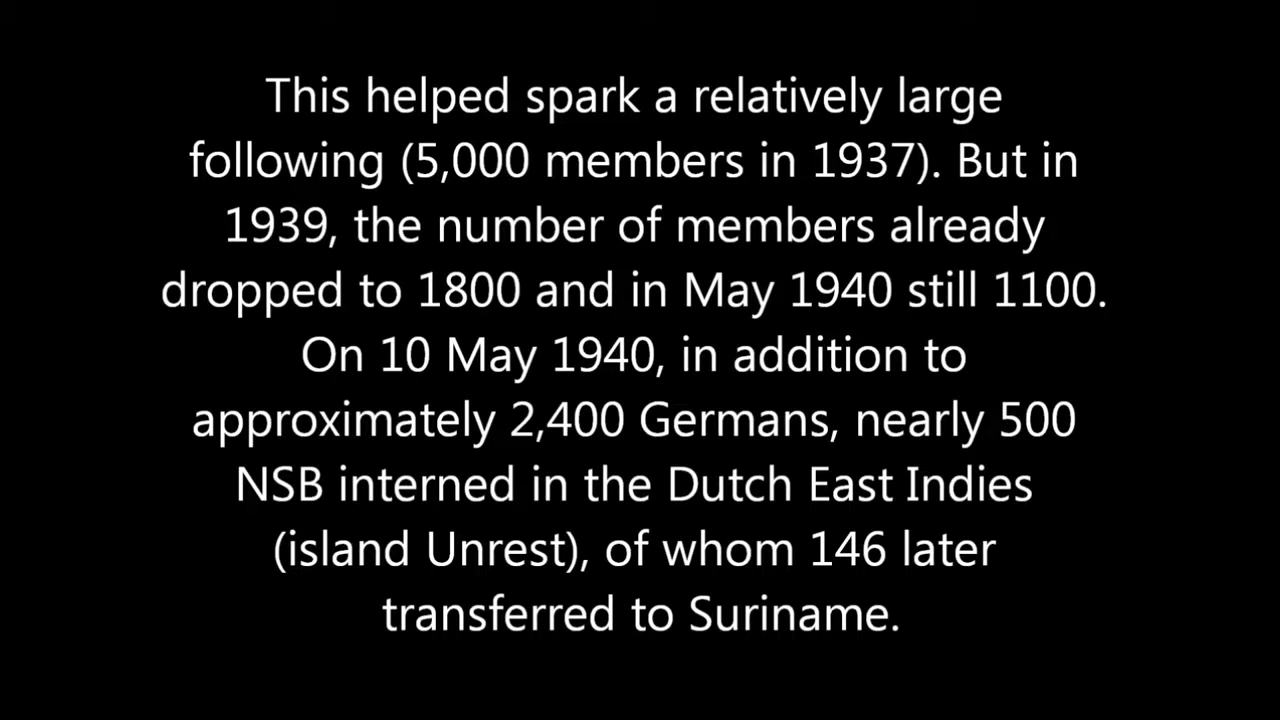 This helped spark a relatively large
following (5,000 members in 1937). But in
1939, the number of members already
dropped to 1800 and in May 1940 still 1100.
On 10 May 1940, in addition to
approximately 2,400 Germans, nearly 500
NSB interned in the Dutch East Indies
(island Unrest), of whom 146 later
transferred to Suriname.